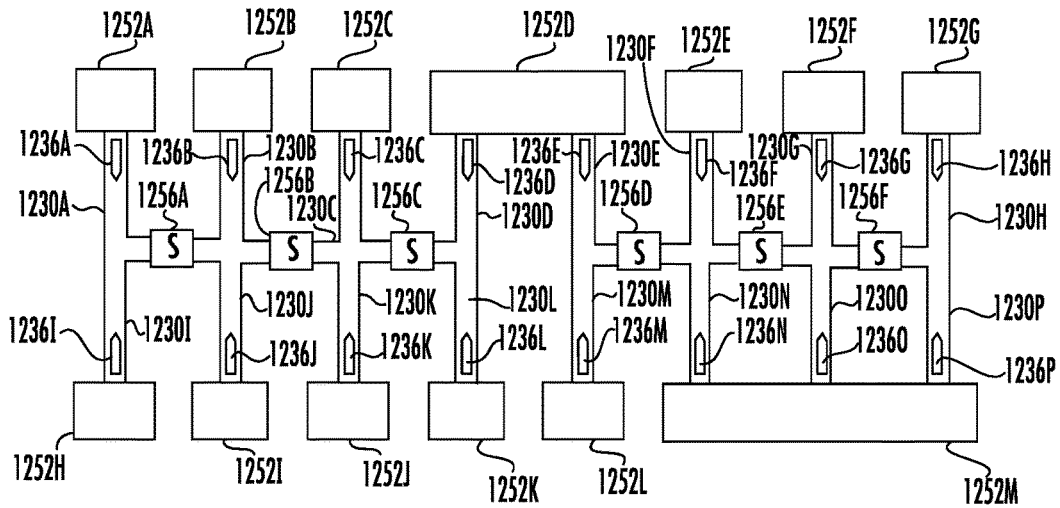 1252A 1252B 1252C 1252D 1230F 1252E 1252F 1252G
1236A 1236B 1230B 1236C 1236E 1230E 1236D 1236F 1230G 1236G 1236H
1230A 1256A 1256B 1230C 1256C 1230D 1256D 1256E 1256F 1230H
S S S S S S
1236I 1230I 1230J 1230K 1230L 1230M 1230N 1230O 1230P
1236J 1236K 1236L 1236M 1236N 1236O 1236P
1252H 1252I 1252J 1252K 1252L 1252M